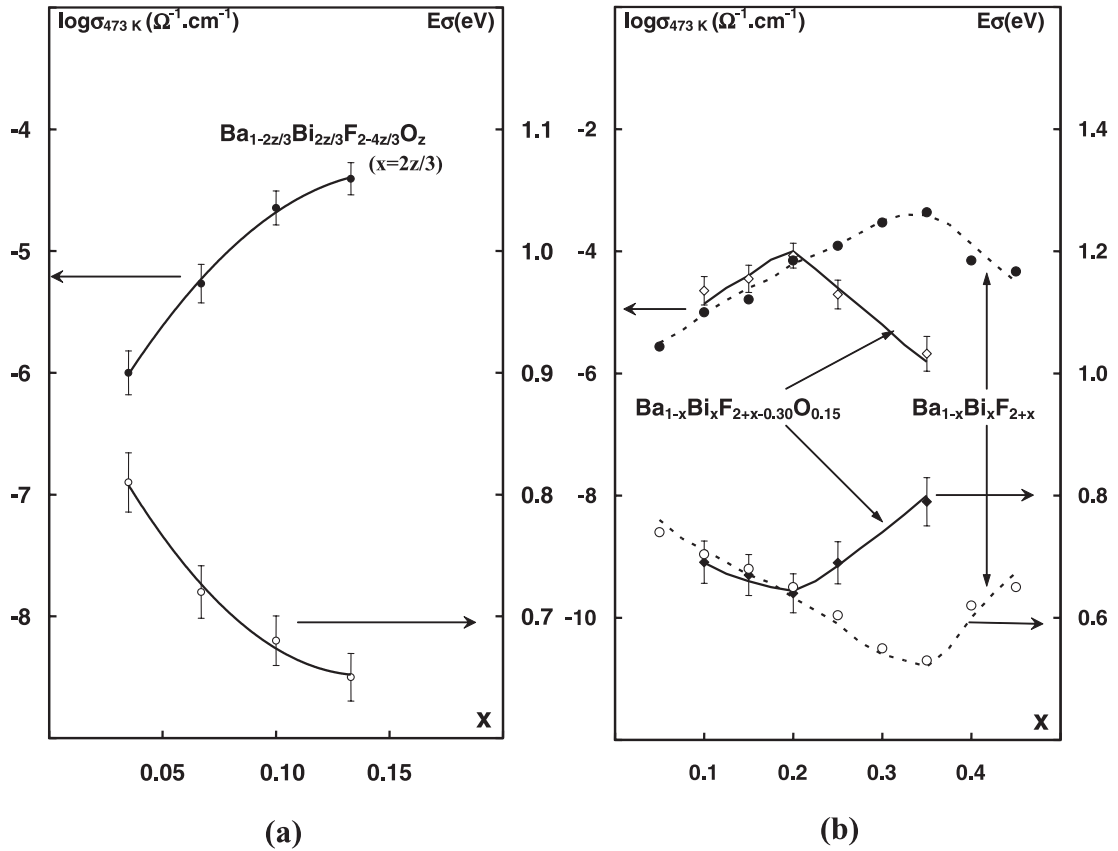 logσ473 K (Ω-1.cm-1) Eσ(eV)
-4 1.1
Ba1-2z/3Bi2z/3F2-4z/3Oz
(x=2z/3)
-5 1.0
-6 0.9
-7 0.8
-8 0.7
X
0.05 0.10 0.15
(a)
logσ473 K (Ω-1.cm-1) Eσ(eV)
-2 1.4
-4 1.2
-6 1.0
Ba1-xBixF2+x-0.30O0.15 Ba1-xBixF2+x
-8 0.8
-10 0.6
X
0.1 0.2 0.3 0.4
(b)